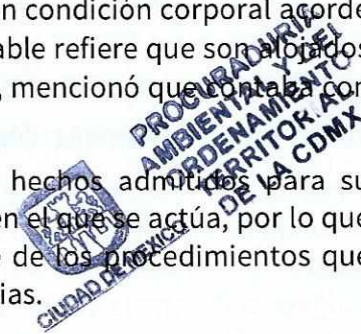 n condición corporal acorde
able refiere que son alojados
, mencionó que contaba con
hechos admitidos para su
en el que se actúa, por lo que
e de los procedimientos que
ias.
PROCURADURÍA
AMBIENTAL Y DEL
ORDENAMIENTO
TERRITORIAL
DE LA CDMX
CIUDAD DE MÉXICO